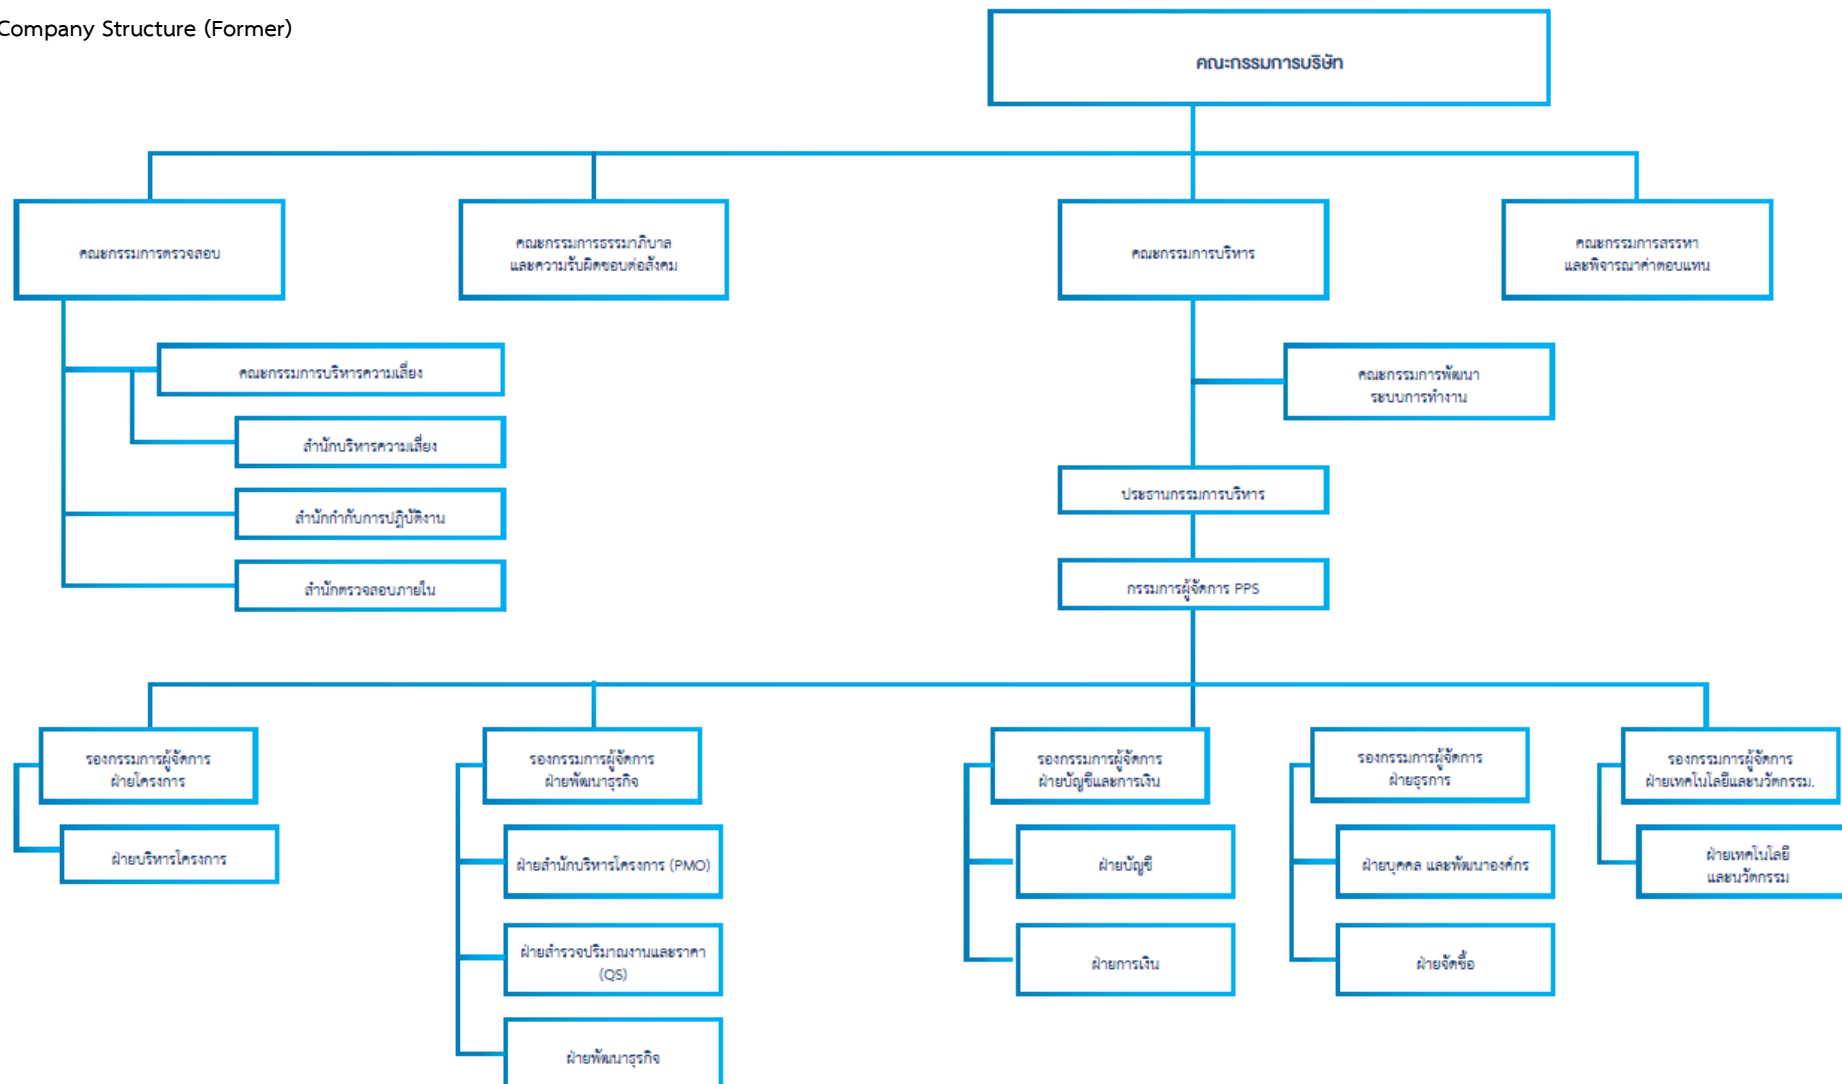 Company Structure (Former)
คณะกรรมการบริษัท
คณะกรรมการตรวจสอบ
คณะกรรมการธรรมาภิบาล
และความรับผิดชอบต่อสังคม
คณะกรรมการบริหาร
คณะกรรมการสรรหา
และพิจารณาค่าตอบแทน
คณะกรรมการบริหารความเสี่ยง
คณะกรรมการพัฒนา
ระบบการทำงาน
สำนักบริหารความเสี่ยง
ประธานกรรมการบริหาร
สำนักกำกับการปฏิบัติงาน
สำนักตรวจสอบภายใน
กรรมการผู้จัดการ PPS
รองกรรมการผู้จัดการ
ฝ่ายโครงการ
รองกรรมการผู้จัดการ
ฝ่ายพัฒนาธุรกิจ
รองกรรมการผู้จัดการ
ฝ่ายบัญชีและการเงิน
รองกรรมการผู้จัดการ
ฝ่ายธุรการ
รองกรรมการผู้จัดการ
ฝ่ายเทคโนโลยีและนวัตกรรม.
ฝ่ายบริหารโครงการ
ฝ่ายสำนักบริหารโครงการ (PMO)
ฝ่ายบัญชี
ฝ่ายบุคคล และพัฒนาองค์กร
ฝ่ายเทคโนโลยี
และนวัตกรรม
ฝ่ายสำรวจปริมาณงานและราคา
(QS)
ฝ่ายการเงิน
ฝ่ายจัดซื้อ
ฝ่ายพัฒนาธุรกิจ